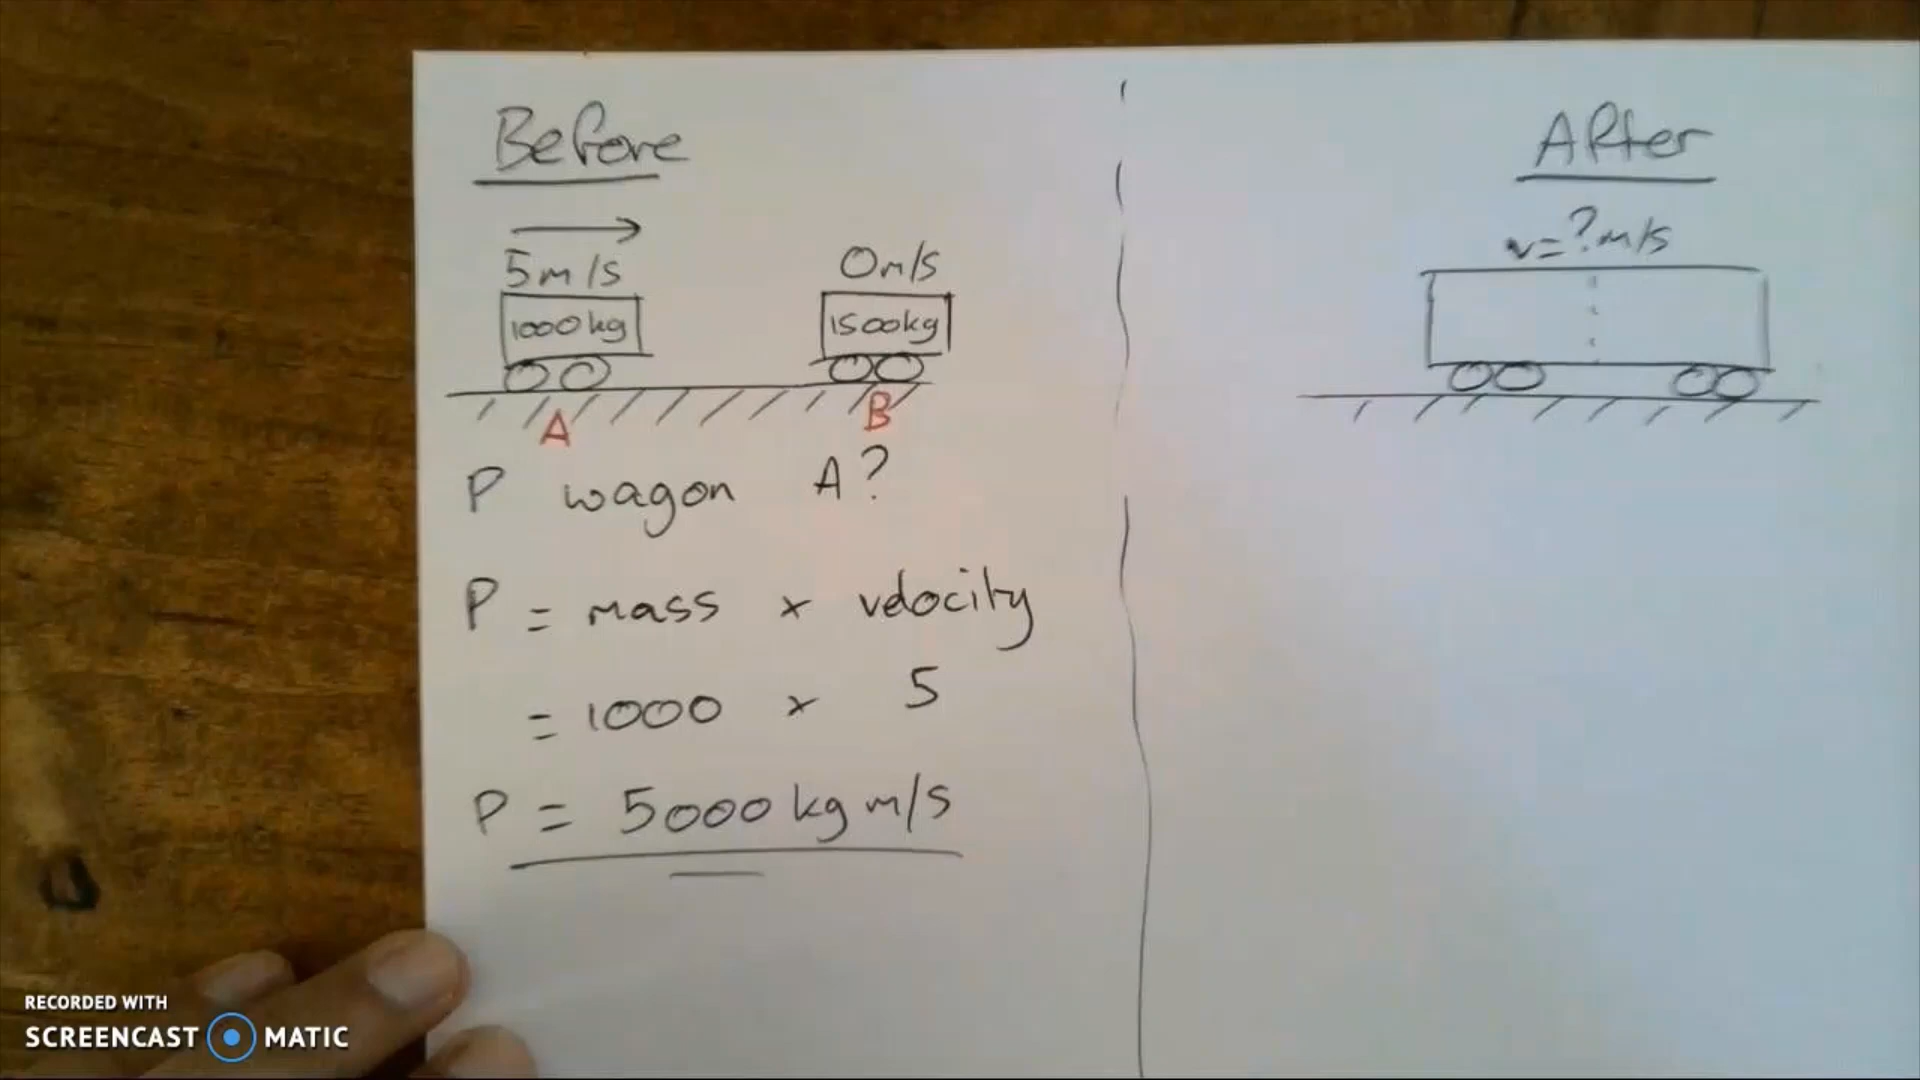 Before
5m/s
0m/s
1000kg
1500kg
A
B
P wagon A?
P = mass x velocity
= 1000 x 5
P = 5000 kg m/s
After
v=?m/s
RECORDED WITH
SCREENCAST MATIC